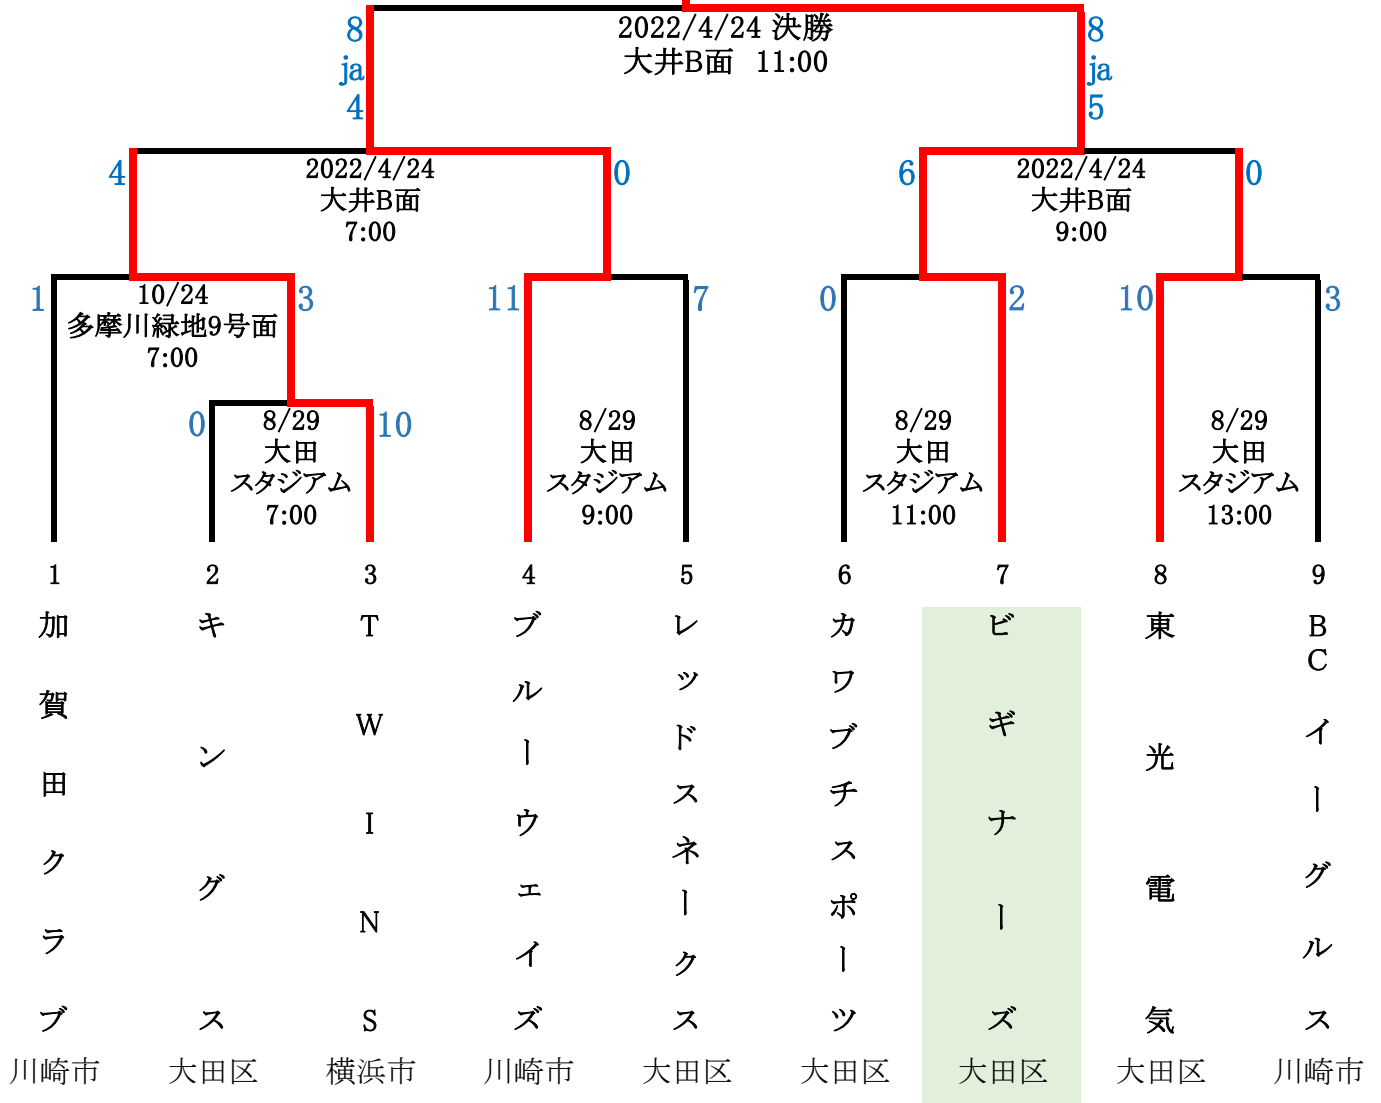 2022/4/24 決勝
大井B面 11:00
8
ja
4
8
ja
5
4
2022/4/24
大井B面
7:00
0
6
2022/4/24
大井B面
9:00
0
1
10/24
多摩川緑地9号面
7:00
3
11
7
0
2
10
3
0
8/29
大田
スタジアム
7:00
10
8/29
大田
スタジアム
9:00
8/29
大田
スタジアム
11:00
8/29
大田
スタジアム
13:00
1
加賀田クラブ
川崎市
2
キングス
大田区
3
TWINS
横浜市
4
ブルーウェイズ
川崎市
5
レッドスネークス
大田区
6
カワブチスポーツ
大田区
7
ビギナーズ
大田区
8
東光電気
大田区
9
BCイーグルス
川崎市